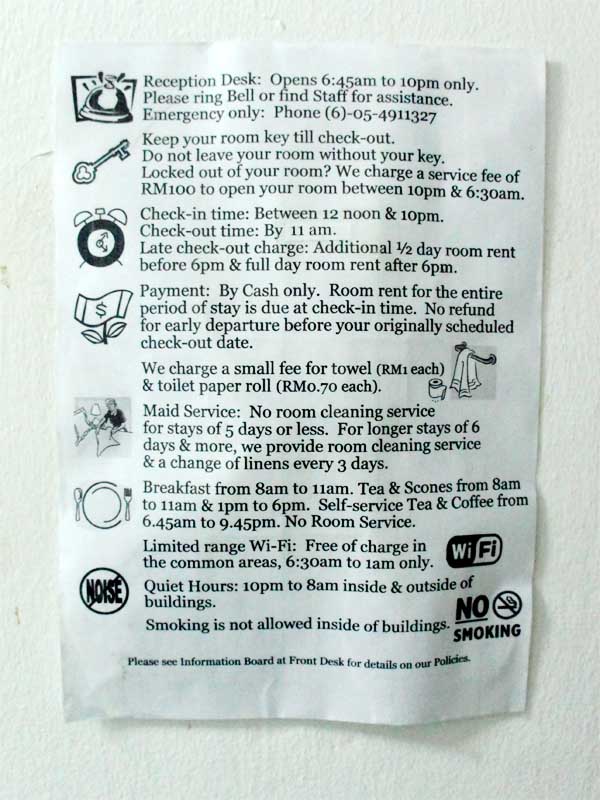 Reception Desk: Opens 6:45am to 10pm only.
Please ring Bell or find Staff for assistance.
Emergency only: Phone (6)-05-4911327
Keep your room key till check-out.
Do not leave your room without your key.
Locked out of your room? We charge a service fee of
RM100 to open your room between 10pm & 6:30am.
Check-in time: Between 12 noon & 10pm.
Check-out time: By 11 am.
Late check-out charge: Additional ½ day room rent
before 6pm & full day room rent after 6pm.
$
Payment: By Cash only. Room rent for the entire
period of stay is due at check-in time. No refund
for early departure before your originally scheduled
check-out date.
We charge a small fee for towel (RM1 each)
& toilet paper roll (RM0.70 each).
Maid Service: No room cleaning service
for stays of 5 days or less. For longer stays of 6
days & more, we provide room cleaning service
& a change of linens every 3 days.
Breakfast from 8am to 11am. Tea & Scones from 8am
to 11am & 1pm to 6pm. Self-service Tea & Coffee from
6.45am to 9.45pm. No Room Service.
Limited range Wi-Fi: Free of charge in
the common areas, 6:30am to 1am only.
Wi Fi
NOISE
Quiet Hours: 10pm to 8am inside & outside of
buildings.
Smoking is not allowed inside of buildings.
NO
SMOKING
Please see Information Board at Front Desk for details on our Policies.